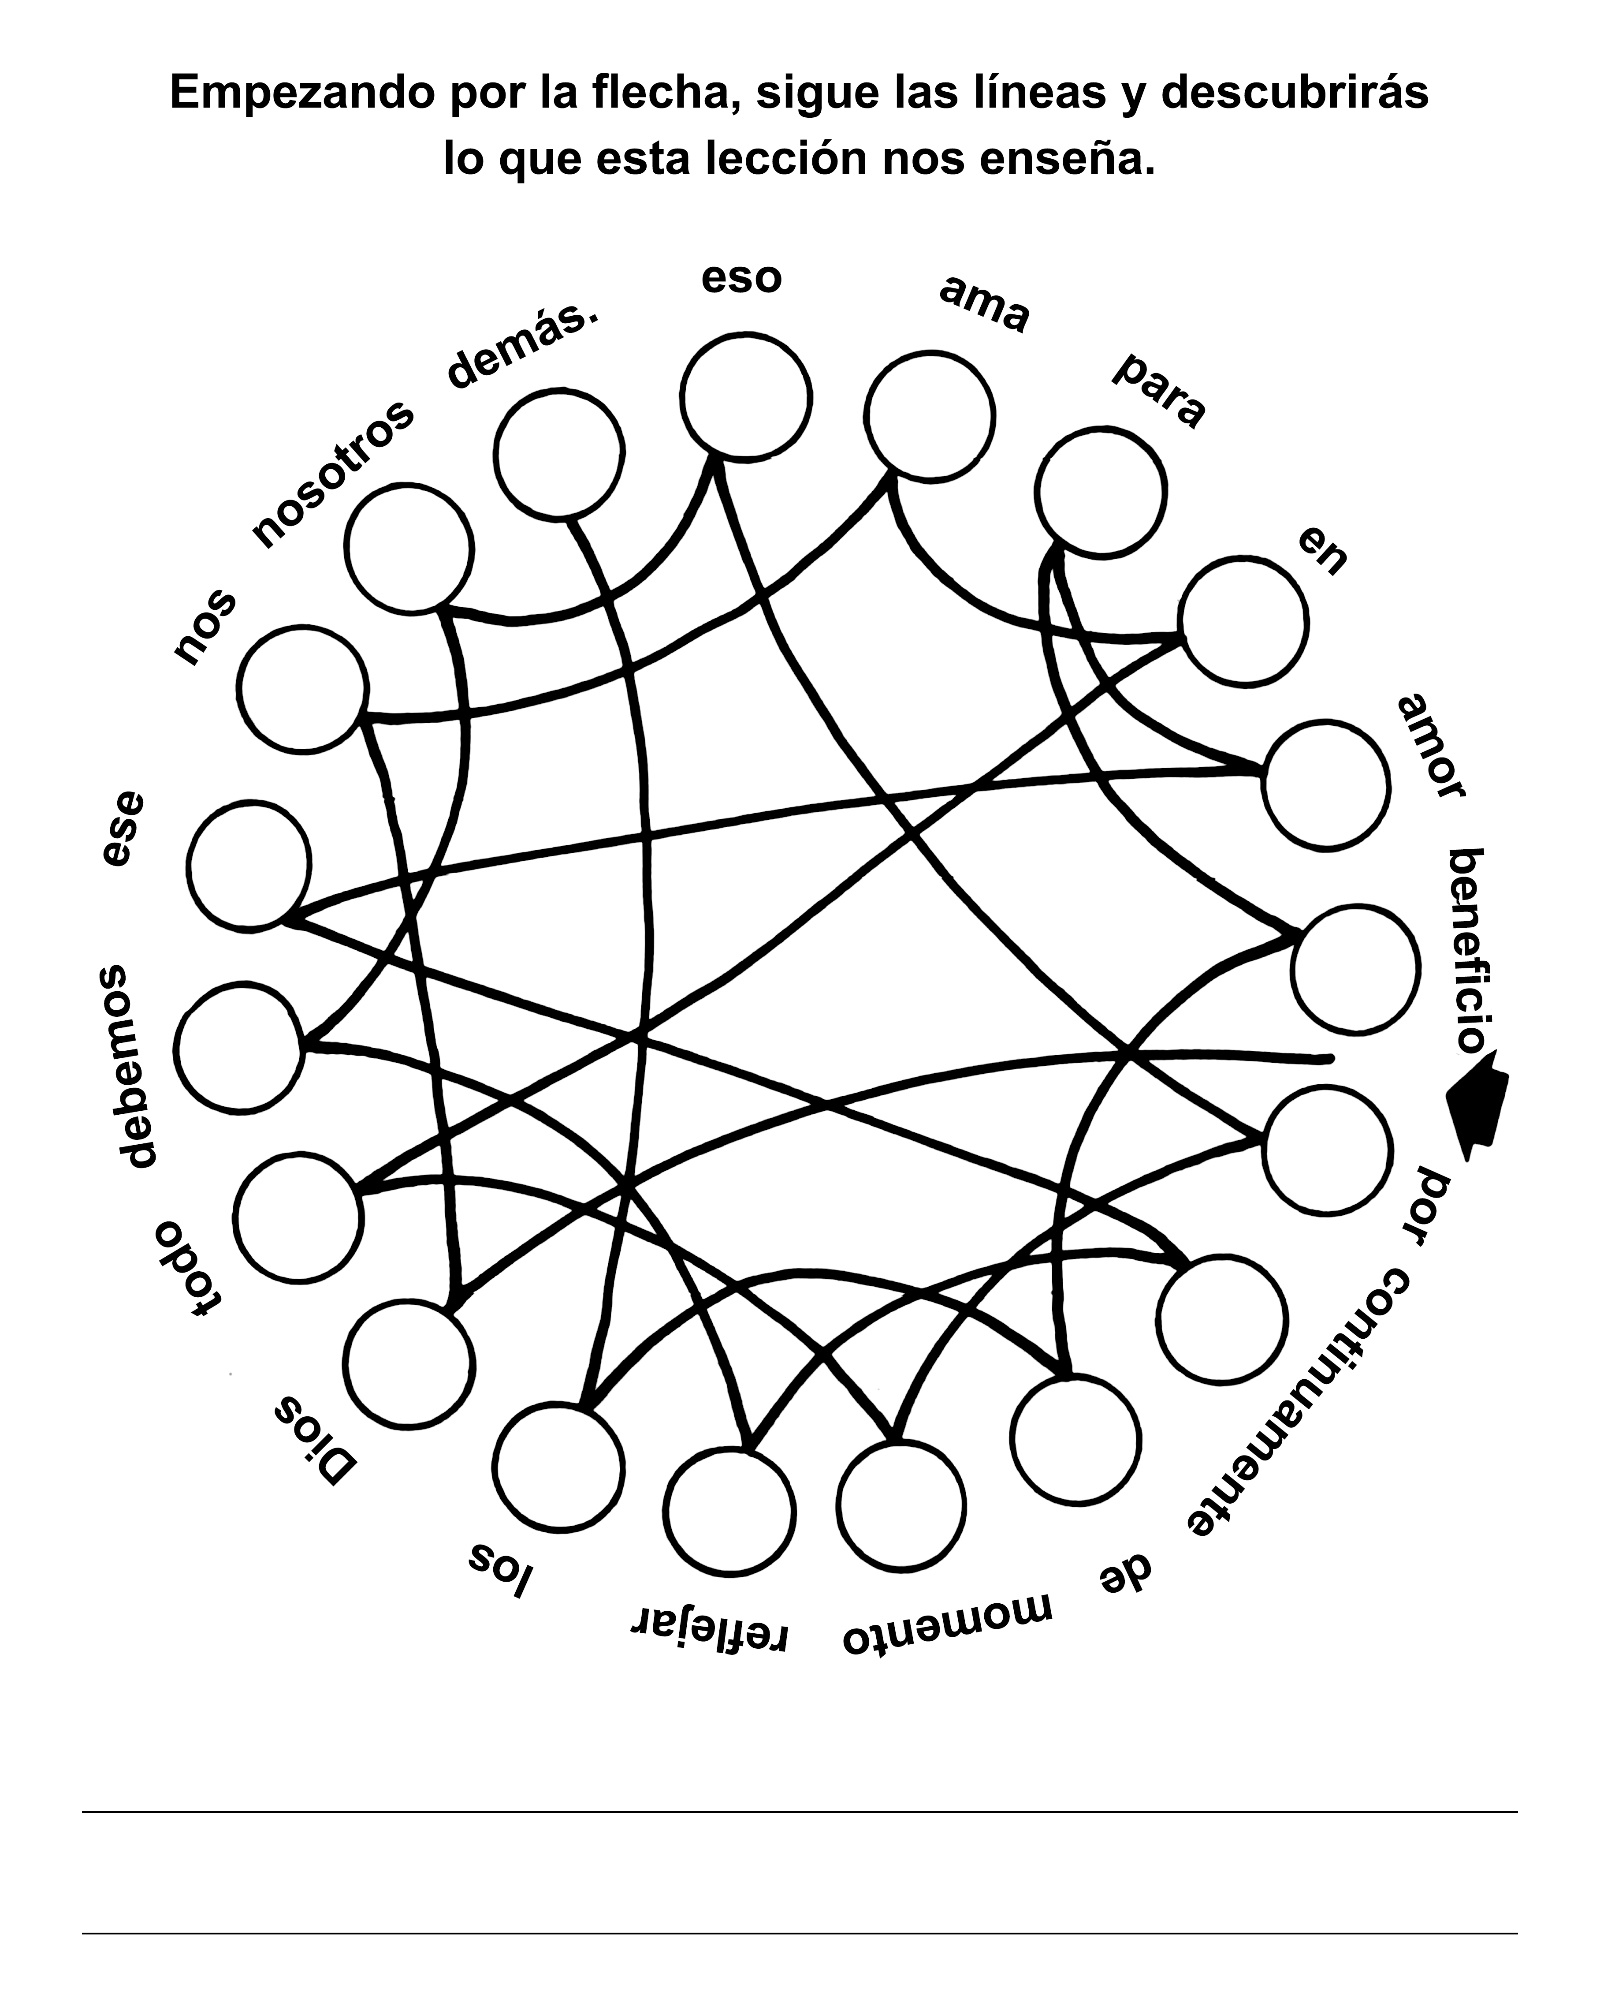 Empezando por la flecha, sigue las líneas y descubrirás
lo que esta lección nos enseña.
eso
ama
para
en
amor
beneficio
por
continuamente
de
momento
reflejar
los
Dios
todo
debemos
ese
nos
nosotros
demás.